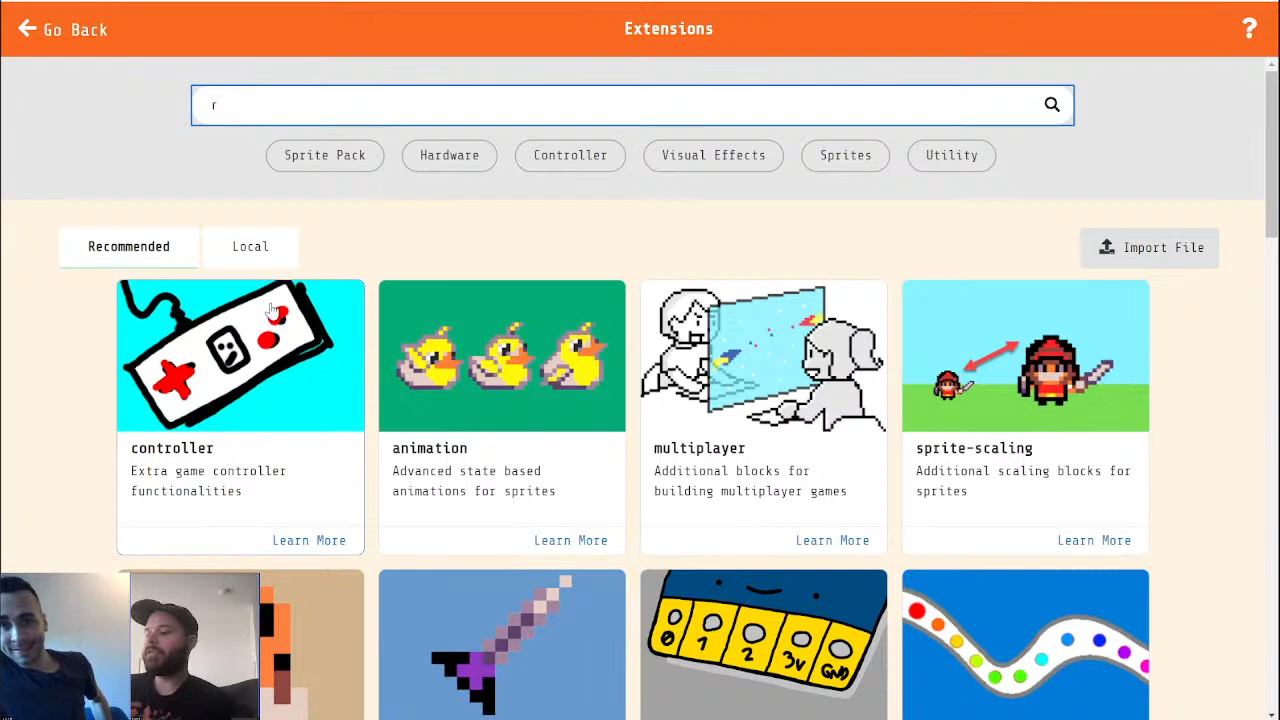 Go Back
Extensions
?
r
Sprite Pack
Hardware
Controller
Visual Effects
Sprites
Utility
Recommended
Local
Import File
controller
Extra game controller
functionalities
Learn More
animation
Advanced state based
animations for sprites
Learn More
multiplayer
Additional blocks for
building multiplayer games
Learn More
sprite-scaling
Additional scaling blocks for
sprites
Learn More
0 1 2 3V GND